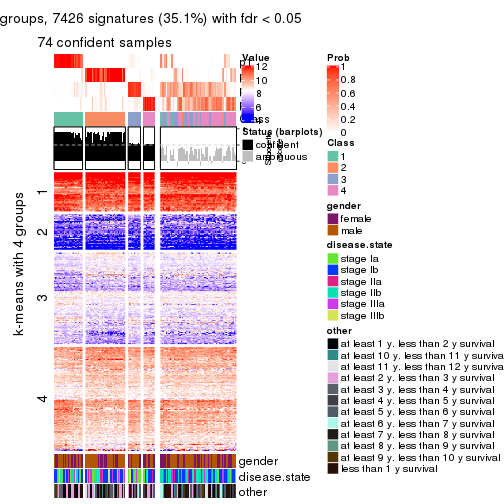 groups, 7426 signatures (35.1%) with fdr < 0.05
74 confident samples
k-means with 4 groups
1
2
3
4
gender
disease.state
other
Value
12
10
8
6
Status (barplots)
confident
ambiguous
Prob
1
0.8
0.6
0.4
0.2
0
Class
1
2
3
4
gender
female
male
disease.state
stage Ia
stage Ib
stage IIa
stage IIb
stage IIIa
stage IIIb
other
at least 1 y. less than 2 y survival
at least 10 y. less than 11 y surviva
at least 11 y. less than 12 y surviva
at least 2 y. less than 3 y survival
at least 3 y. less than 4 y survival
at least 4 y. less than 5 y survival
at least 5 y. less than 6 y survival
at least 6 y. less than 7 y survival
at least 7 y. less than 8 y survival
at least 8 y. less than 9 y survival
at least 9 y. less than 10 y survival
less than 1 y survival